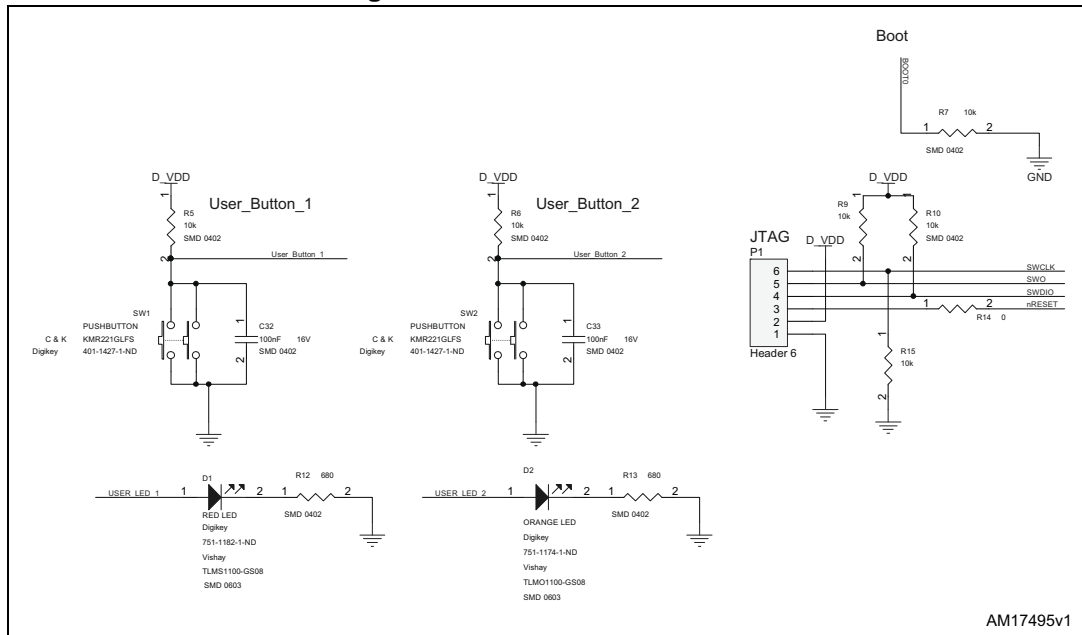 Boot
BOOT0
R7 10k
1 2
SMD 0402
GND
D_VDD
1
R5
10k
SMD 0402
2
User_Button_1
User_Button_1
SW1
PUSHBUTTON
C & K KMR221GLFS
Digikey 401-1427-1-ND
1
C32
100nF 16V
SMD 0402
2
D_VDD
1
R6
10k
SMD 0402
2
User_Button_2
User_Button_2
SW2
PUSHBUTTON
C & K KMR221GLFS
Digikey 401-1427-1-ND
1
C33
100nF 16V
SMD 0402
2
D_VDD
1 1
R9
10k
2
R10
10k
SMD 0402
2
JTAG
P1
D_VDD
6
5
4
3
2
1
Header 6
SWCLK
SWO
SWDIO
nRESET
1 2
R14 0
1
R15
10k
2
USER_LED_1
1 2
D1
RED LED
Digikey
751-1182-1-ND
Vishay
TLMS1100-GS08
SMD 0603
R12 680
1 2
SMD 0402
USER_LED_2
1 2
D2
ORANGE LED
Digikey
751-1174-1-ND
Vishay
TLMO1100-GS08
SMD 0603
R13 680
1 2
SMD 0402
AM17495v1